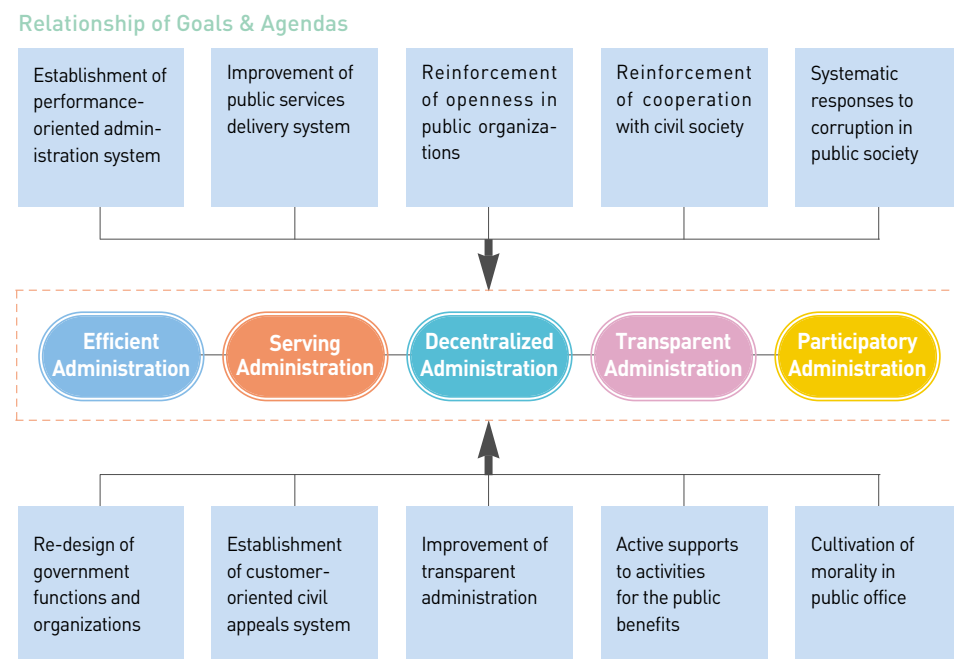 Relationship of Goals & Agendas
Establishment of
performance-
oriented admin-
istration system
Improvement of
public services
delivery system
Reinforcement
of openness in
public organiza-
tions
Reinforcement
of cooperation
with civil society
Systematic
responses to
corruption in
public society
Efficient
Administration
Serving
Administration
Decentralized
Administration
Transparent
Administration
Participatory
Administration
Re-design of
government
functions and
organizations
Establishment
of customer-
oriented civil
appeals system
Improvement of
transparent
administration
Active supports
to activities
for the public
benefits
Cultivation of
morality in
public office